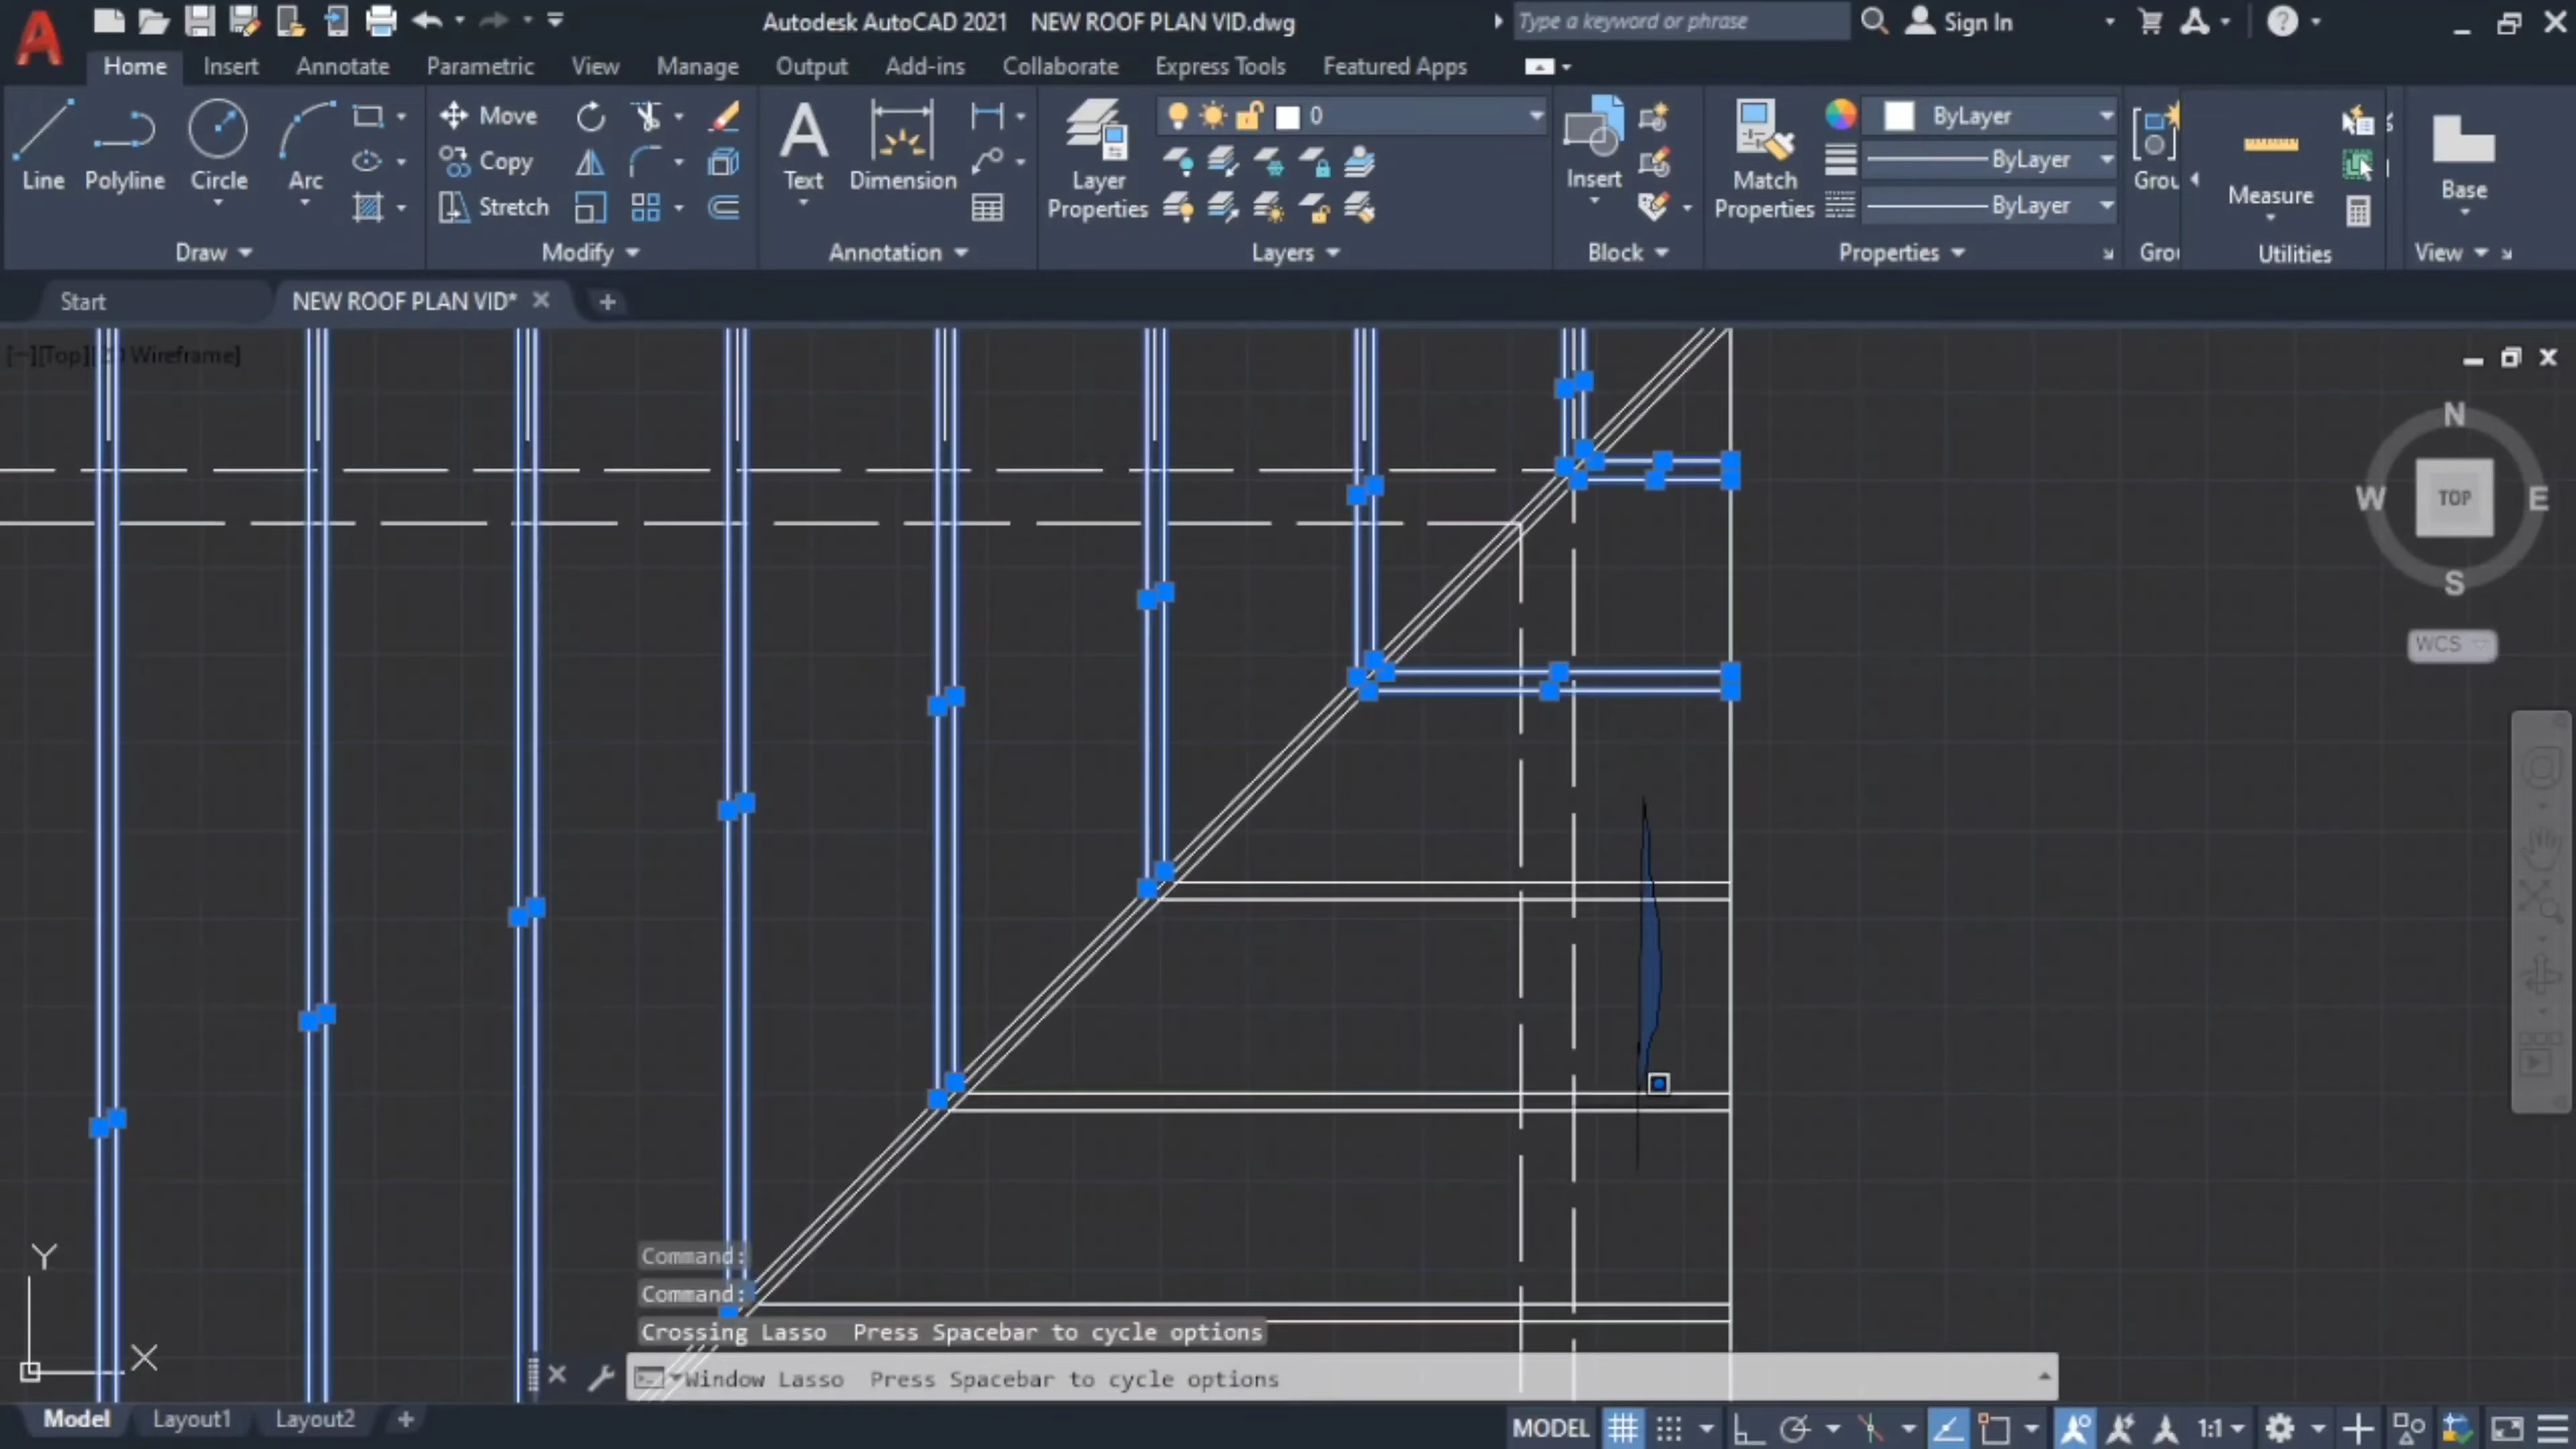 Autodesk AutoCAD 2021 NEW ROOF PLAN VID.dwg
Type a keyword or phrase
Sign In
Home Insert Annotate Parametric View Manage Output Add-ins Collaborate Express Tools Featured Apps
Line Polyline Circle Arc
Move
Copy
Stretch
Text Dimension
Layer Properties
0
Insert
Match Properties
ByLayer
ByLayer
ByLayer
Grou
Measure
Base
Draw Modify Annotation Layers Block Properties Grou Utilities View
Start NEW ROOF PLAN VID*
[−][Top][ Wireframe]
N
W TOP E
S
WCS
Y
X
Command:
Command:
Crossing Lasso Press Spacebar to cycle options
Window Lasso Press Spacebar to cycle options
Model Layout1 Layout2
MODEL 1:1